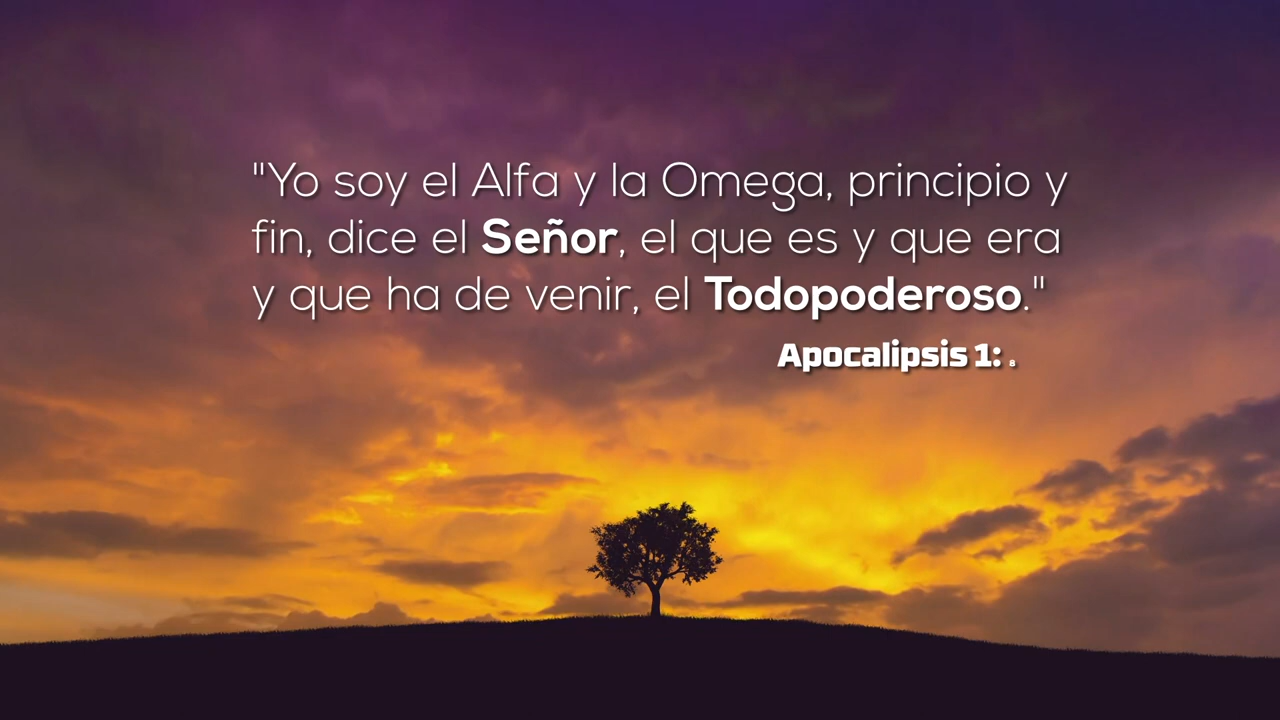 "Yo soy el Alfa y la Omega, principio y
fin, dice el Señor, el que es y que era
y que ha de venir, el Todopoderoso."
Apocalipsis 1: 8